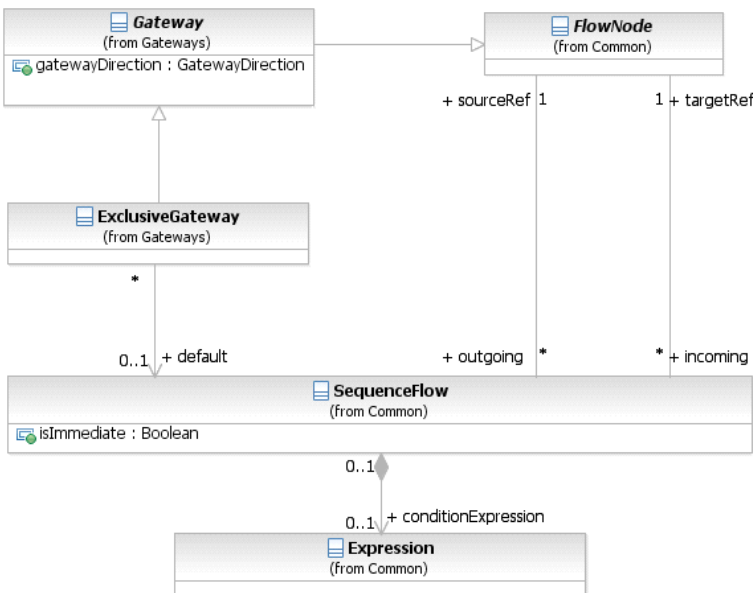 Gateway
(from Gateways)
gatewayDirection : GatewayDirection
FlowNode
(from Common)
+ sourceRef 1
1 + targetRef
ExclusiveGateway
(from Gateways)
*
0..1 + default
+ outgoing *
* + incoming
SequenceFlow
(from Common)
isImmediate : Boolean
0..1
0..1 + conditionExpression
Expression
(from Common)